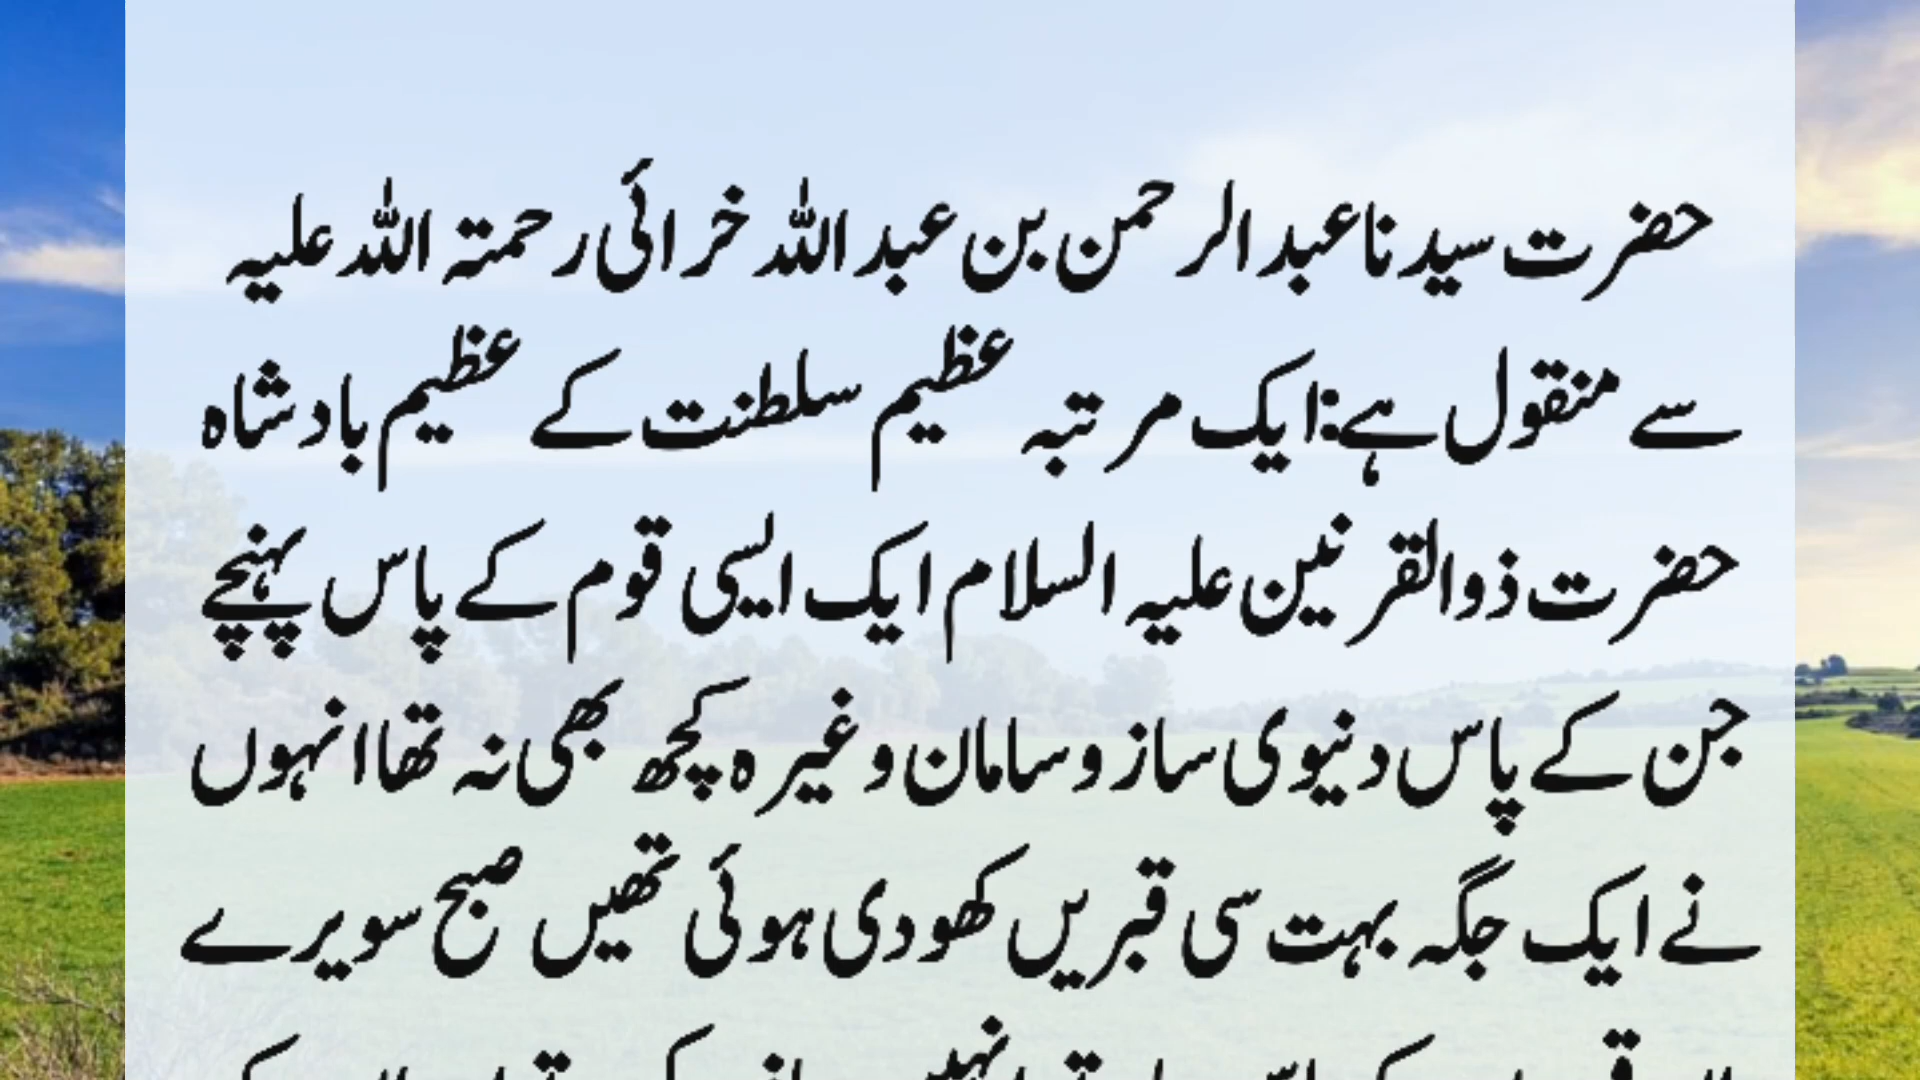 حضرت سیدنا عبد الرحمن بن عبد اللہ خرائی رحمتہ اللہ علیہ
سے منقول ہے:ایک مرتبہ عظیم سلطنت کے عظیم بادشاہ
حضرت ذوالقرنین علیہ السلام ایک ایسی قوم کے پاس پہنچے
جن کے پاس دنیوی ساز و سامان وغیرہ کچھ بھی نہ تھا انہوں
نے ایک جگہ بہت سی قبریں کھودی ہوئی تھیں صبح سویرے